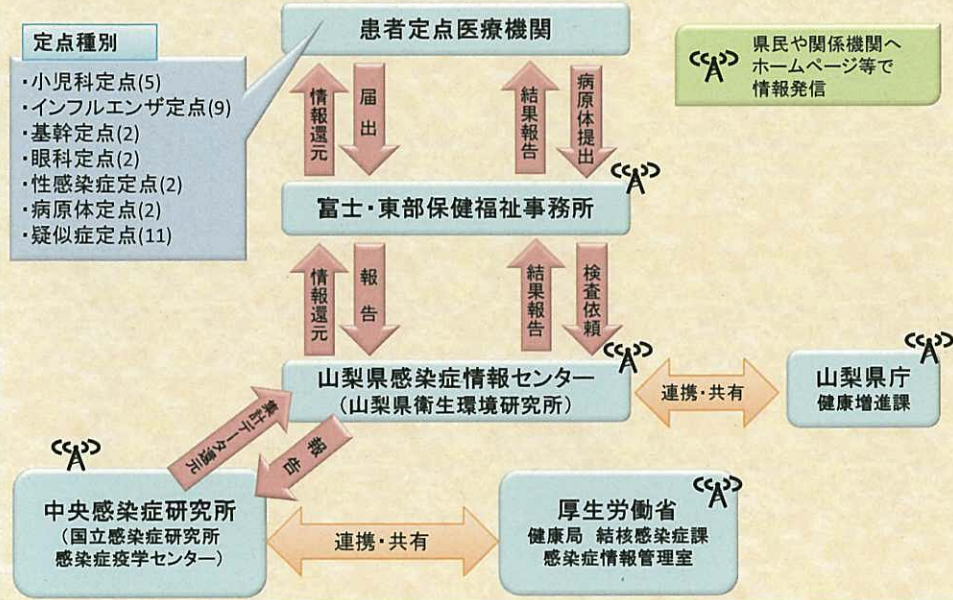 患者定点医療機関
定点種別
・小児科定点(5)
・インフルエンザ定点(9)
・基幹定点(2)
・眼科定点(2)
・性感染症定点(2)
・病原体定点(2)
・疑似症定点(11)
県民や関係機関へ
ホームページ等で
情報発信
情報還元
届出
結果報告
病原体提出
富士・東部保健福祉事務所
情報還元
報告
結果報告
検査依頼
山梨県感染症情報センター
(山梨県衛生環境研究所)
連携・共有
山梨県庁
健康増進課
集計データ還元
報告
中央感染症研究所
(国立感染症研究所
感染症疫学センター)
連携・共有
厚生労働省
健康局 結核感染症課
感染症情報管理室